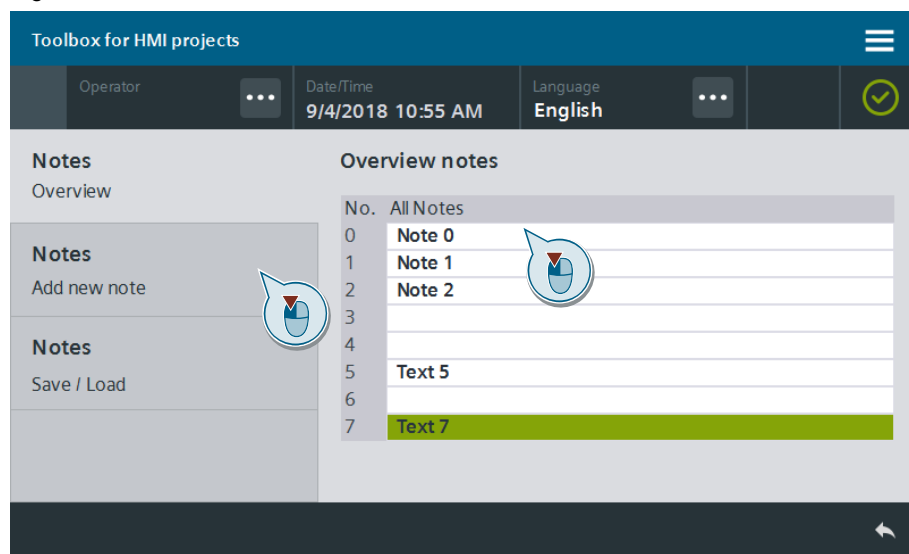 Toolbox for HMI projects
Operator
Date/Time
9/4/2018 10:55 AM
Language
English
Notes
Overview
Notes
Add new note
Notes
Save / Load
Overview notes
No. All Notes
0 Note 0
1 Note 1
2 Note 2
3
4
5 Text 5
6
7 Text 7